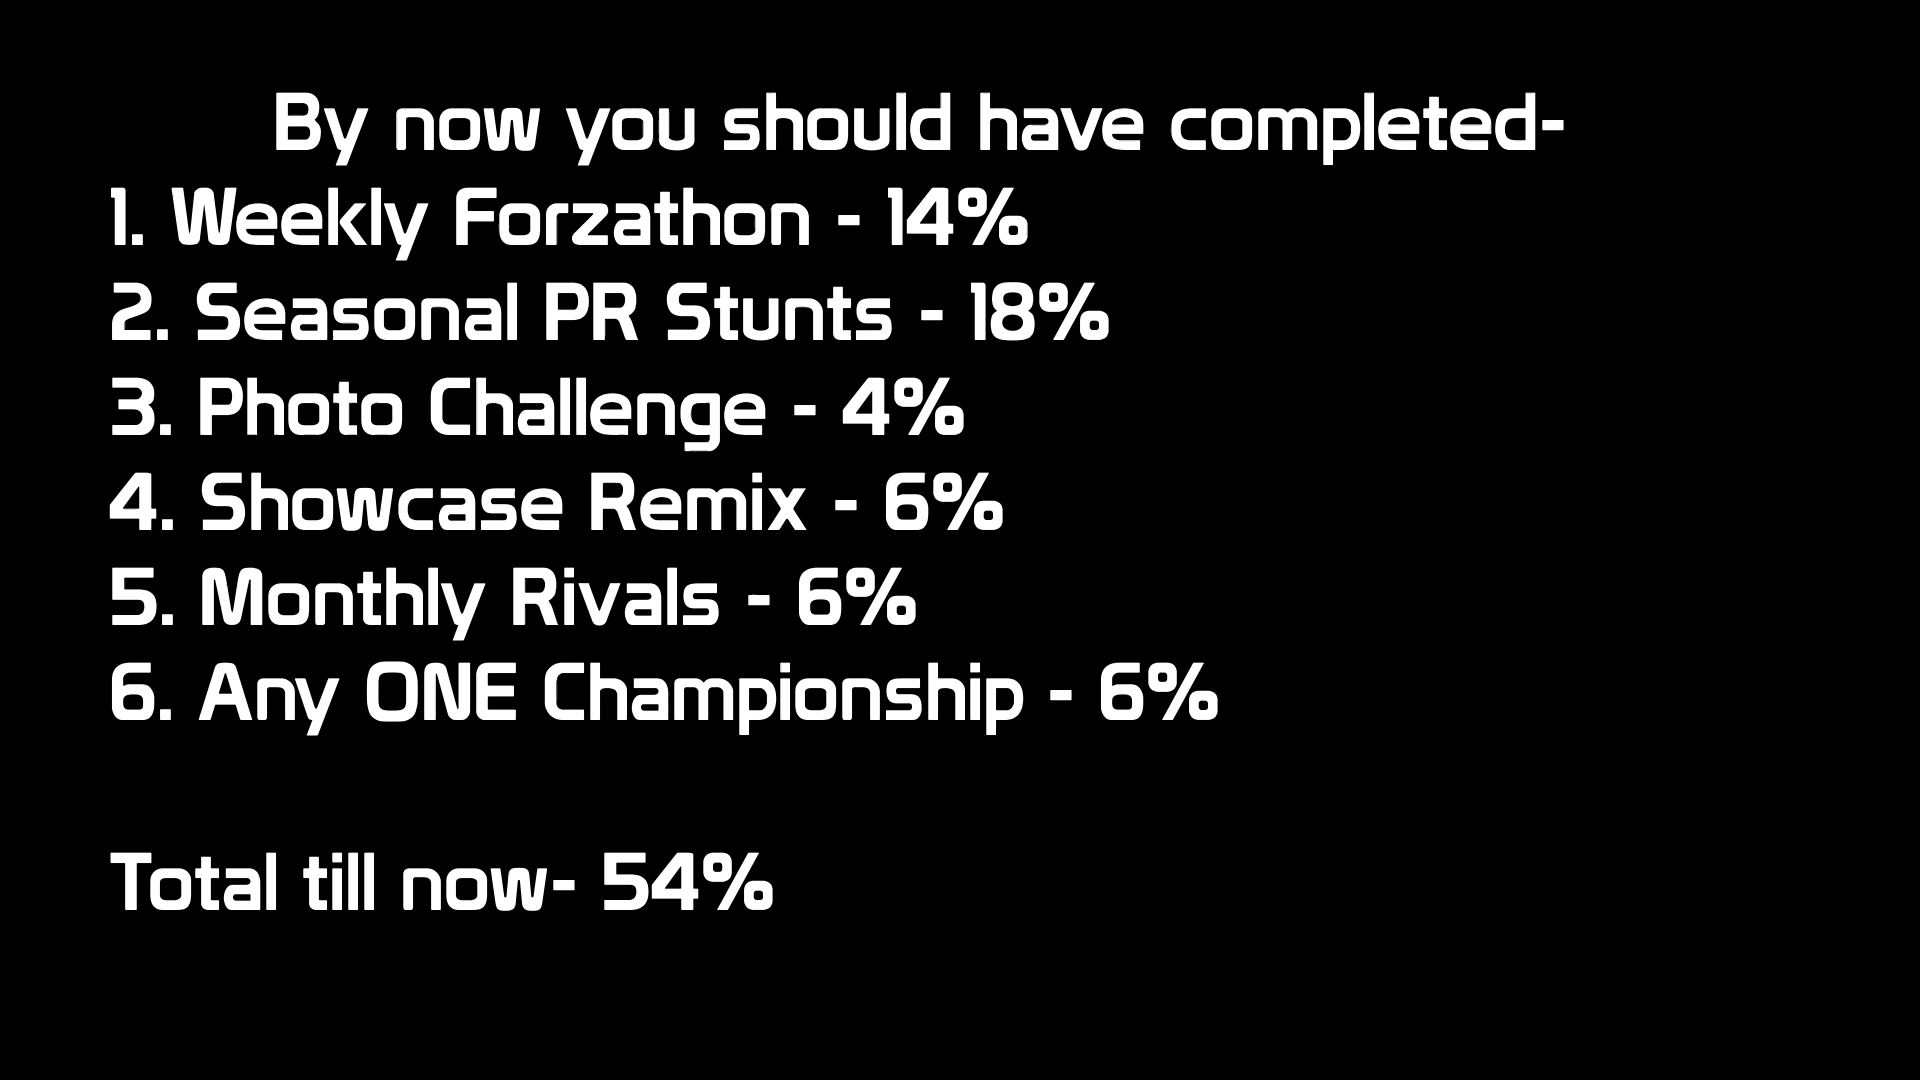 By now you should have completed-
1. Weekly Forzathon - 14%
2. Seasonal PR Stunts - 18%
3. Photo Challenge - 4%
4. Showcase Remix - 6%
5. Monthly Rivals - 6%
6. Any ONE Championship - 6%
Total till now- 54%